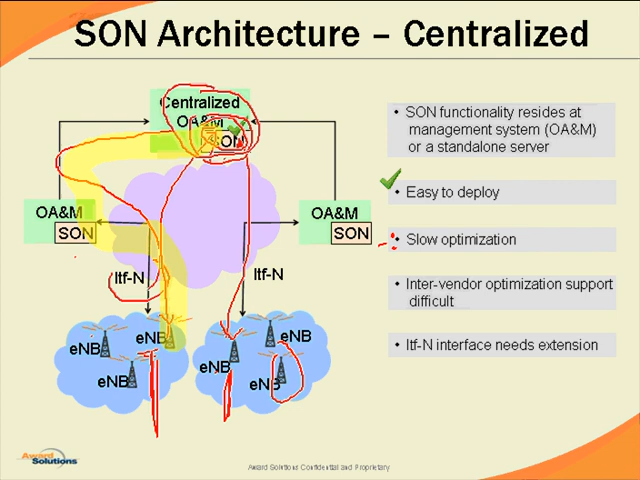 SON Architecture – Centralized
Centralized
OA&M
SON
• SON functionality resides at
management system (OA&M)
or a standalone server
• Easy to deploy
OA&M
SON
OA&M
SON
• Slow optimization
Itf-N
Itf-N
• Inter-vendor optimization support
difficult
eNB
eNB
eNB
eNB
eNB
eNB
• Itf-N interface needs extension
Award
Solutions
Award Solutions Confidential and Proprietary